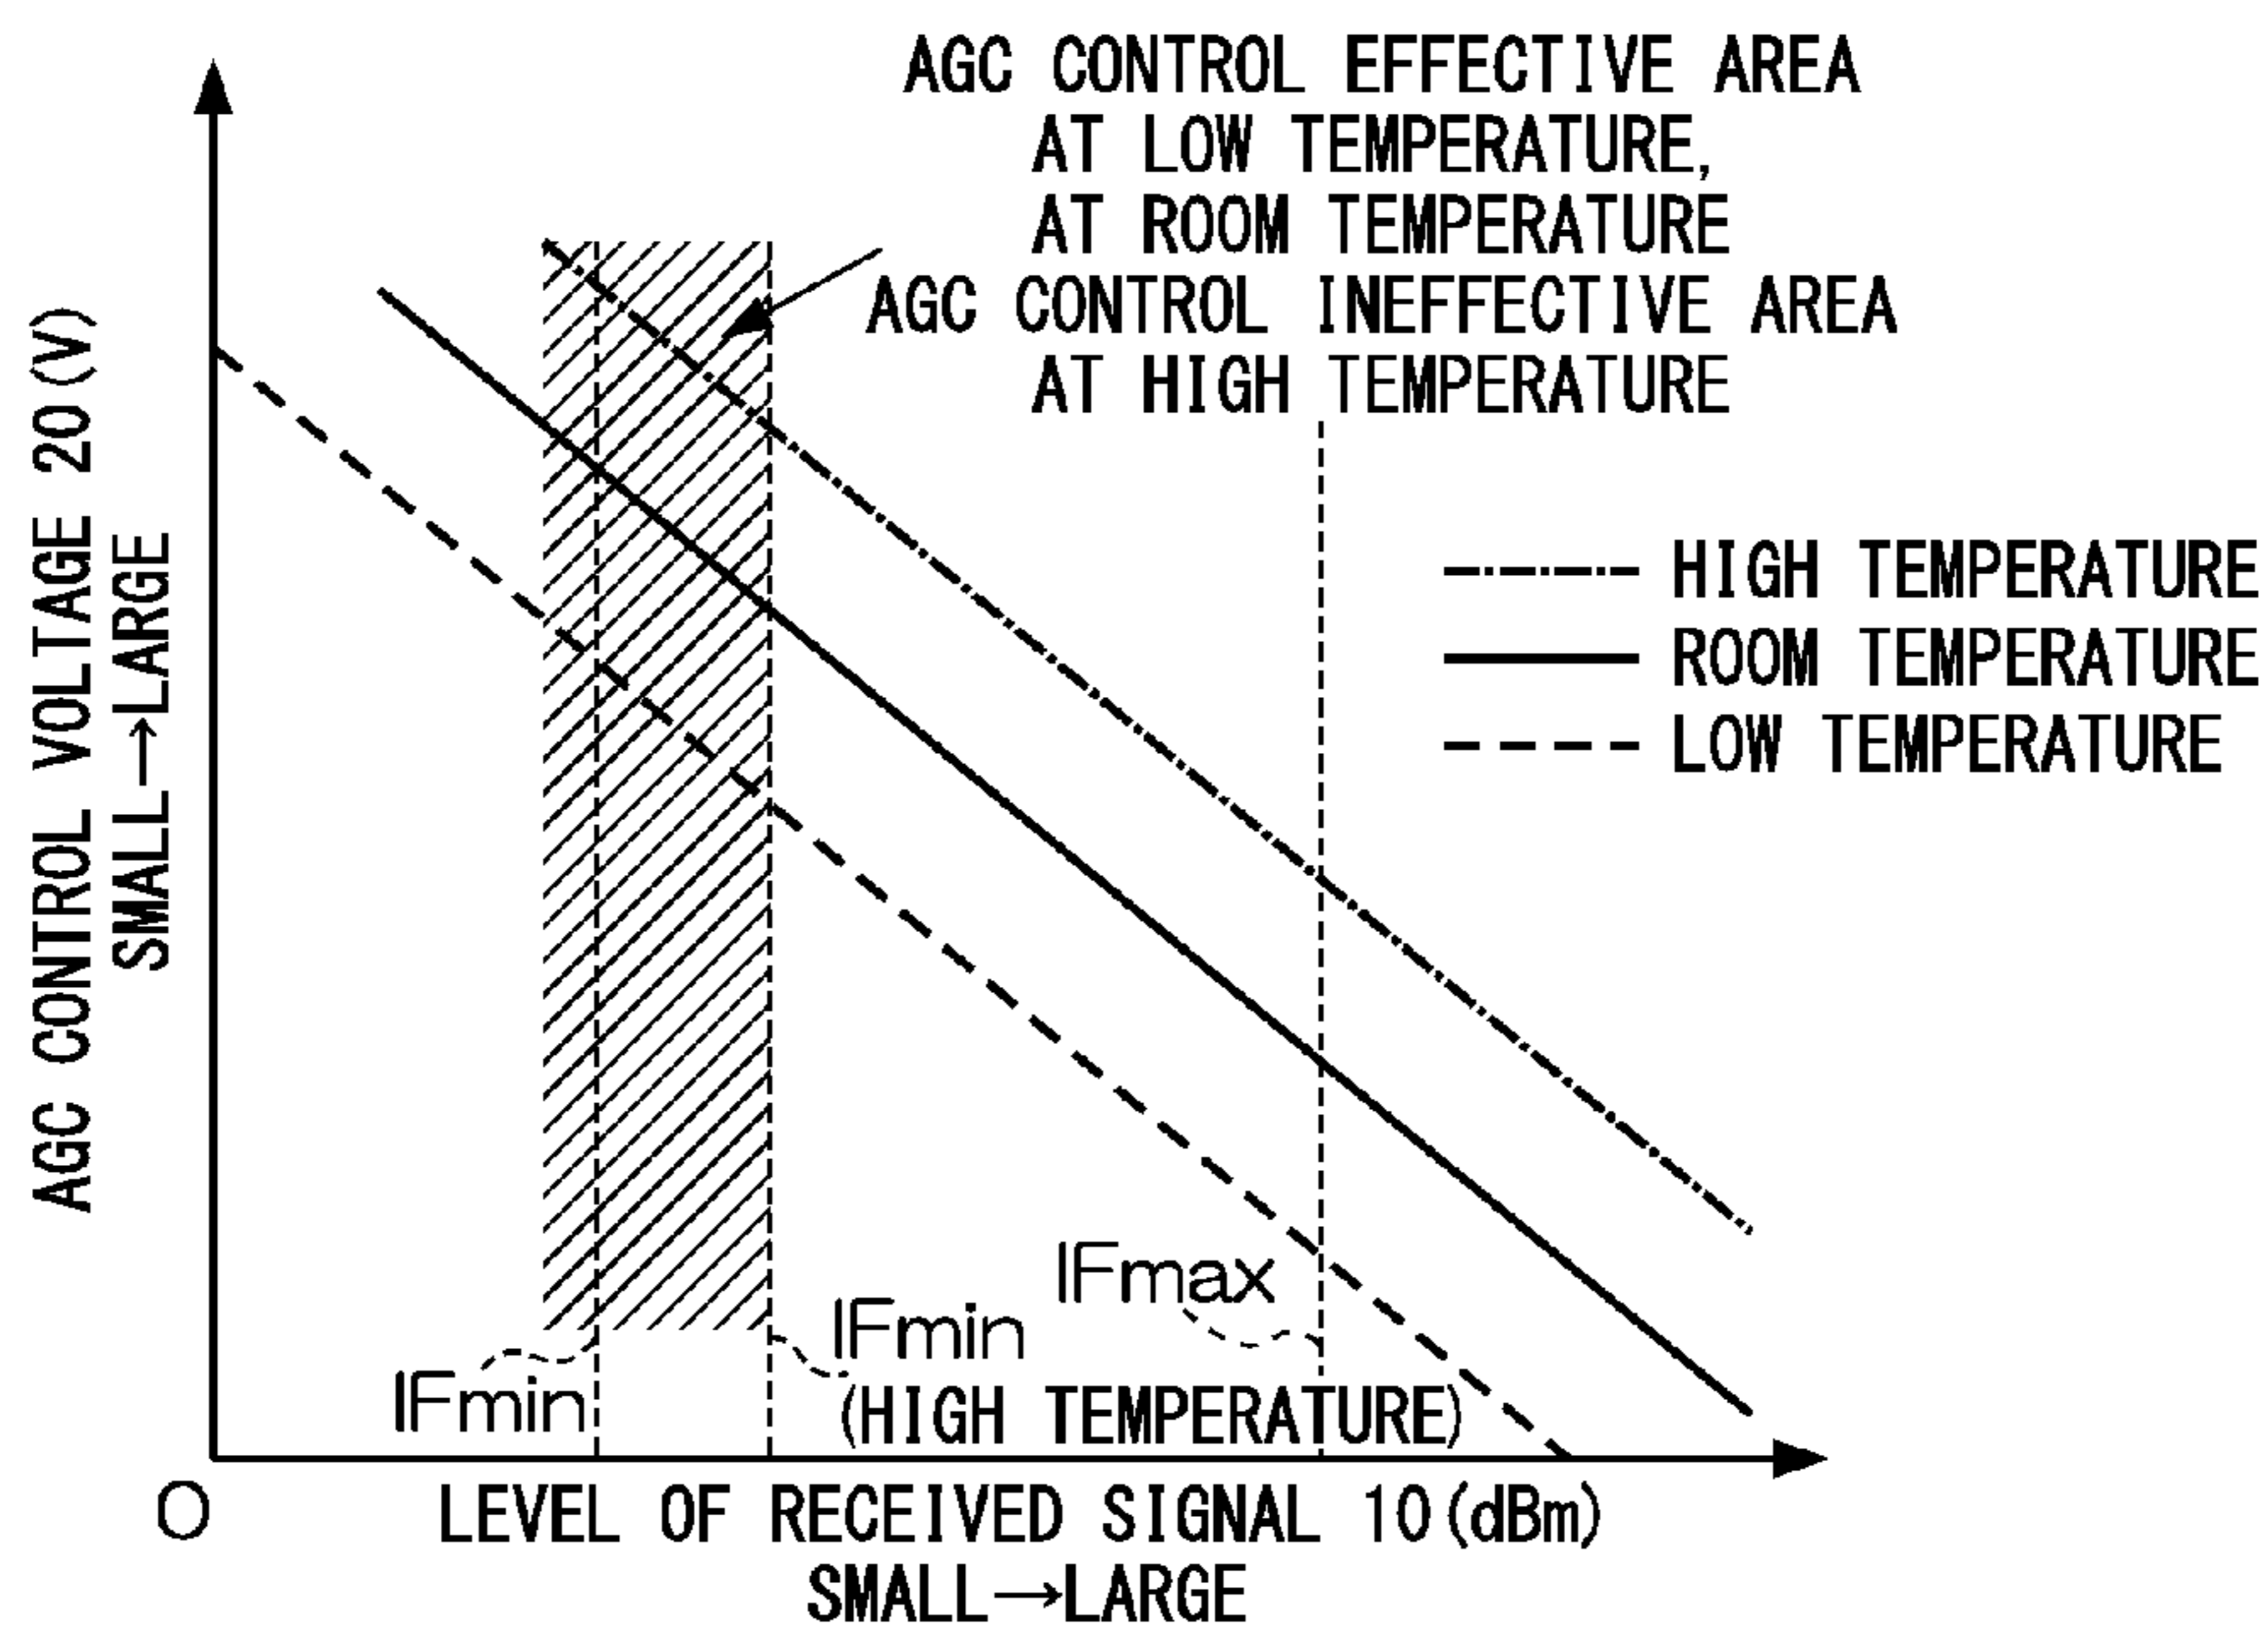 AGC CONTROL EFFECTIVE AREA
AT LOW TEMPERATURE,
AT ROOM TEMPERATURE
AGC CONTROL INEFFECTIVE AREA
AT HIGH TEMPERATURE
AGC CONTROL VOLTAGE 20(V)
SMALL→LARGE
HIGH TEMPERATURE
ROOM TEMPERATURE
LOW TEMPERATURE
IFmax
IFmin
(HIGH TEMPERATURE)
IFmin
O
LEVEL OF RECEIVED SIGNAL 10(dBm)
SMALL→LARGE